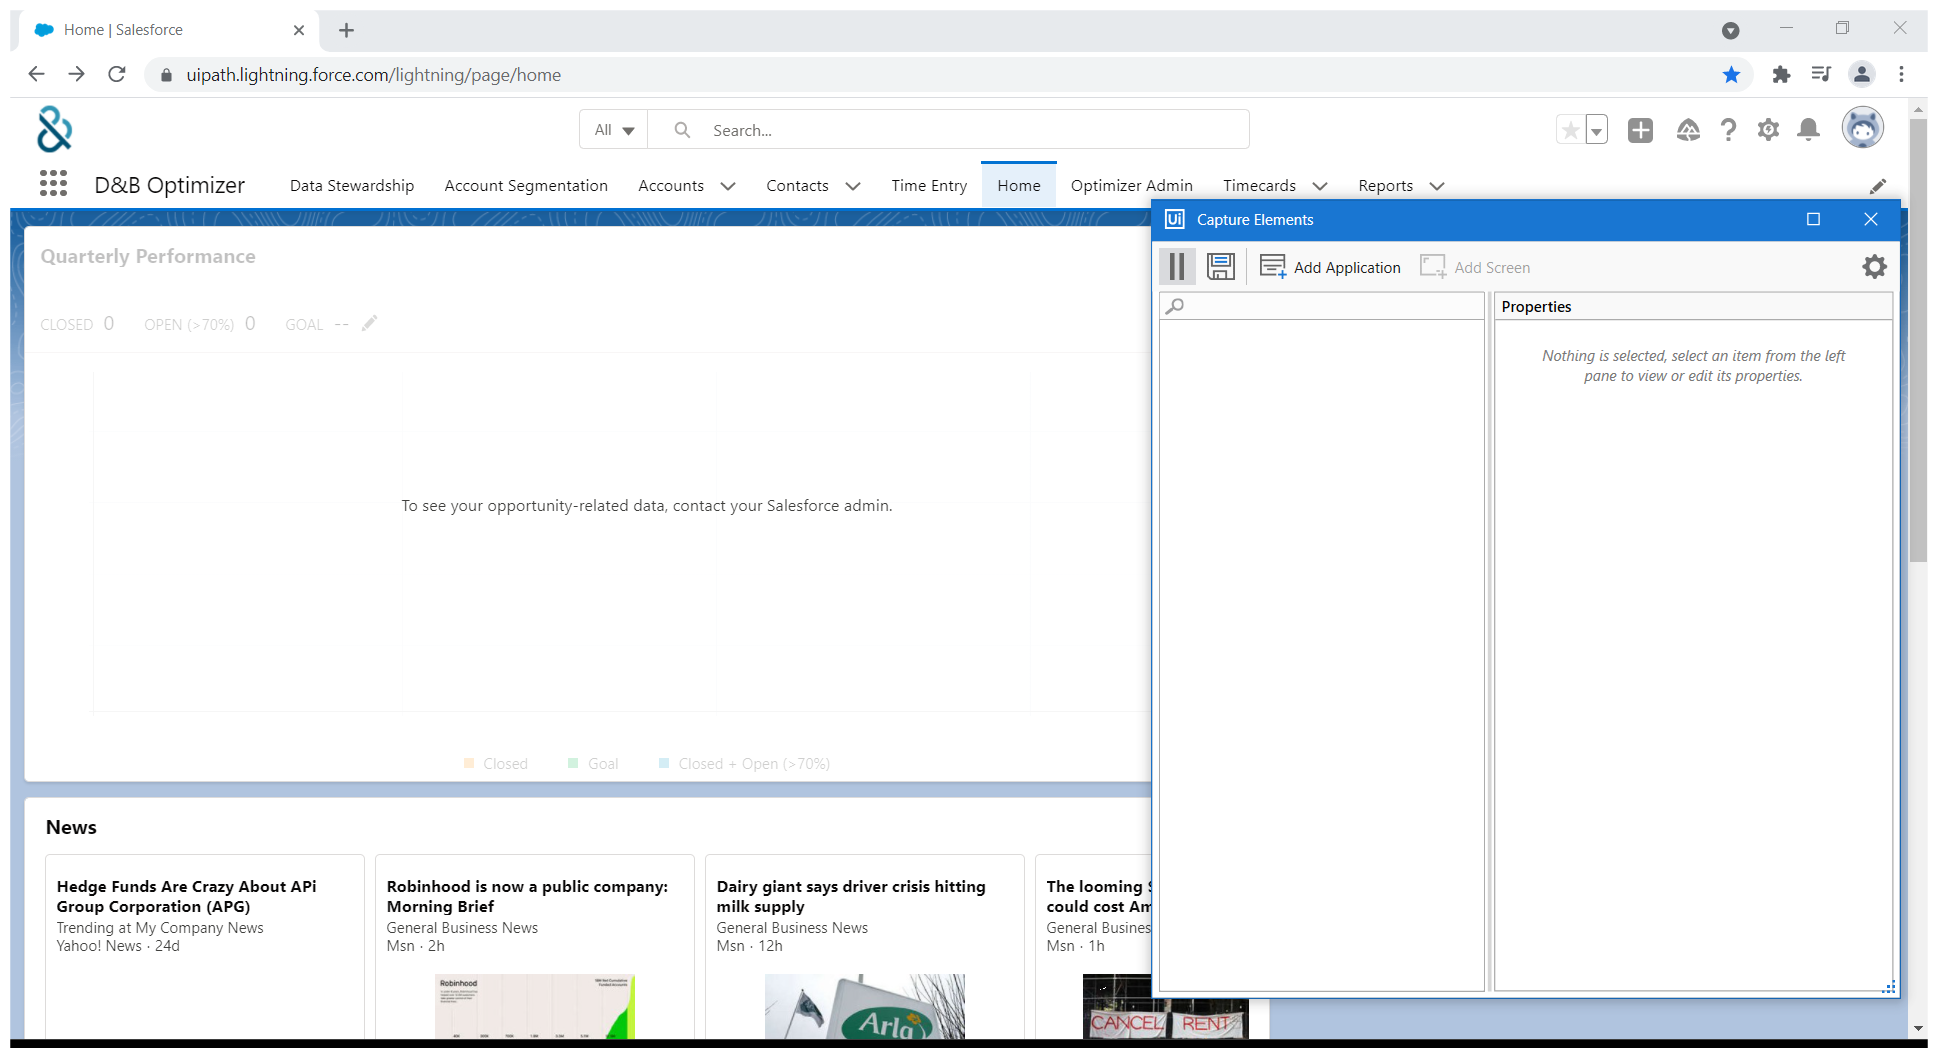 Home | Salesforce
uipath.lightning.force.com/lightning/page/home
All
Search...
D&B Optimizer
Data Stewardship
Account Segmentation
Accounts
Contacts
Time Entry
Home
Optimizer Admin
Timecards
Reports
Quarterly Performance
CLOSED 0 OPEN (>70%) 0 GOAL --
To see your opportunity-related data, contact your Salesforce admin.
Closed
Goal
Closed + Open (>70%)
Ui Capture Elements
Add Application
Add Screen
Properties
Nothing is selected, select an item from the left
pane to view or edit its properties.
News
Hedge Funds Are Crazy About APi
Group Corporation (APG)
Trending at My Company News
Yahoo! News · 24d
Robinhood is now a public company:
Morning Brief
General Business News
Msn · 2h
Robinhood
Dairy giant says driver crisis hitting
milk supply
General Business News
Msn · 12h
Arla
The looming
could cost Am
General Business
Msn · 1h
CANCEL RENT